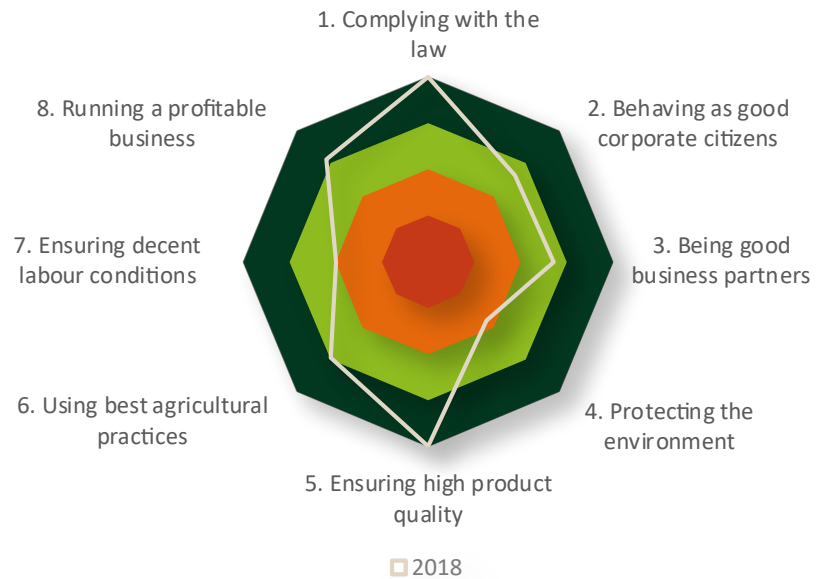 1. Complying with the
law
2. Behaving as good
corporate citizens
3. Being good
business partners
4. Protecting the
environment
5. Ensuring high product
quality
6. Using best agricultural
practices
7. Ensuring decent
labour conditions
8. Running a profitable
business
2018